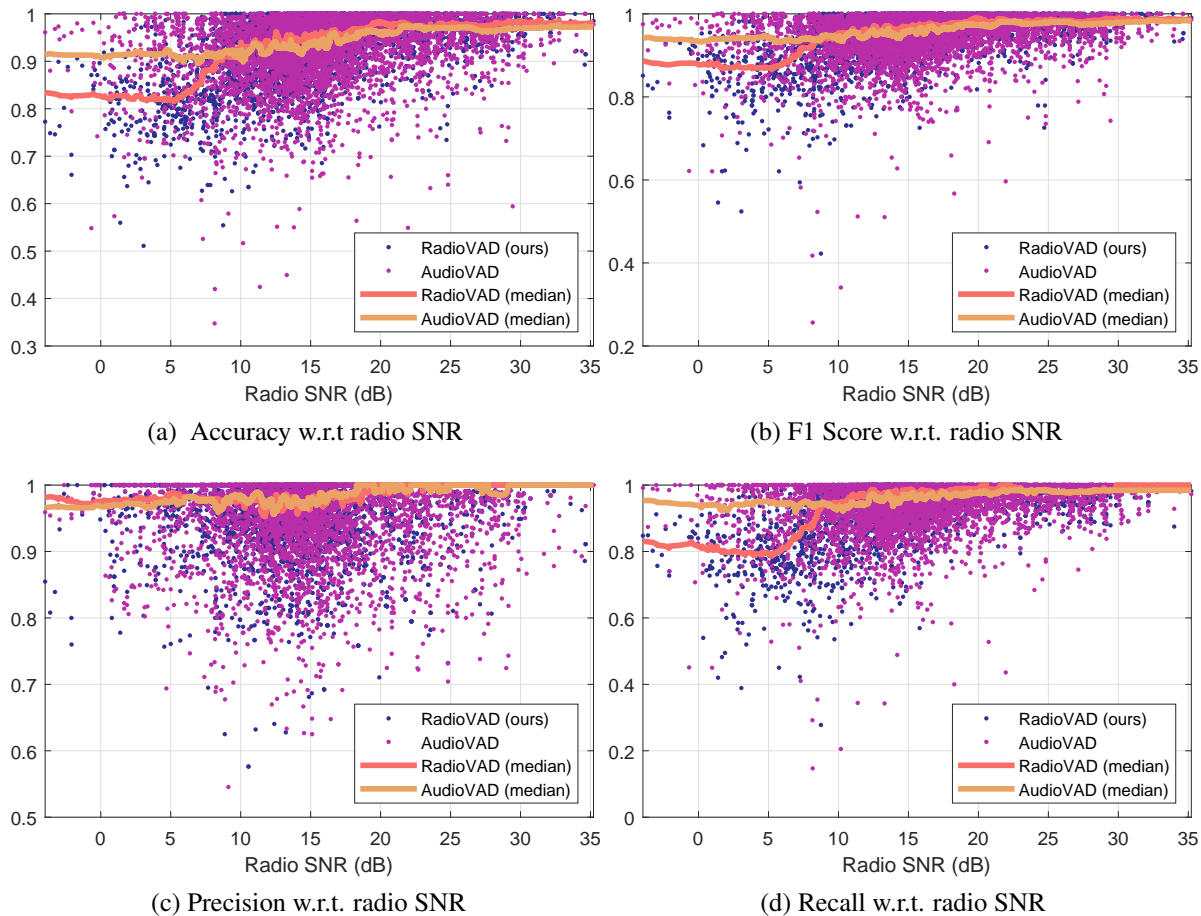 1
0.9
0.8
0.7
0.6
0.5
0.4
0.3
0 5 10 15 20 25 30 35
Radio SNR (dB)
RadioVAD (ours)
AudioVAD
RadioVAD (median)
AudioVAD (median)
(a) Accuracy w.r.t radio SNR
1
0.8
0.6
0.4
0.2
0 5 10 15 20 25 30 35
Radio SNR (dB)
RadioVAD (ours)
AudioVAD
RadioVAD (median)
AudioVAD (median)
(b) F1 Score w.r.t. radio SNR
1
0.9
0.8
0.7
0.6
0.5
0 5 10 15 20 25 30 35
Radio SNR (dB)
RadioVAD (ours)
AudioVAD
RadioVAD (median)
AudioVAD (median)
(c) Precision w.r.t. radio SNR
1
0.8
0.6
0.4
0.2
0
0 5 10 15 20 25 30 35
Radio SNR (dB)
RadioVAD (ours)
AudioVAD
RadioVAD (median)
AudioVAD (median)
(d) Recall w.r.t. radio SNR